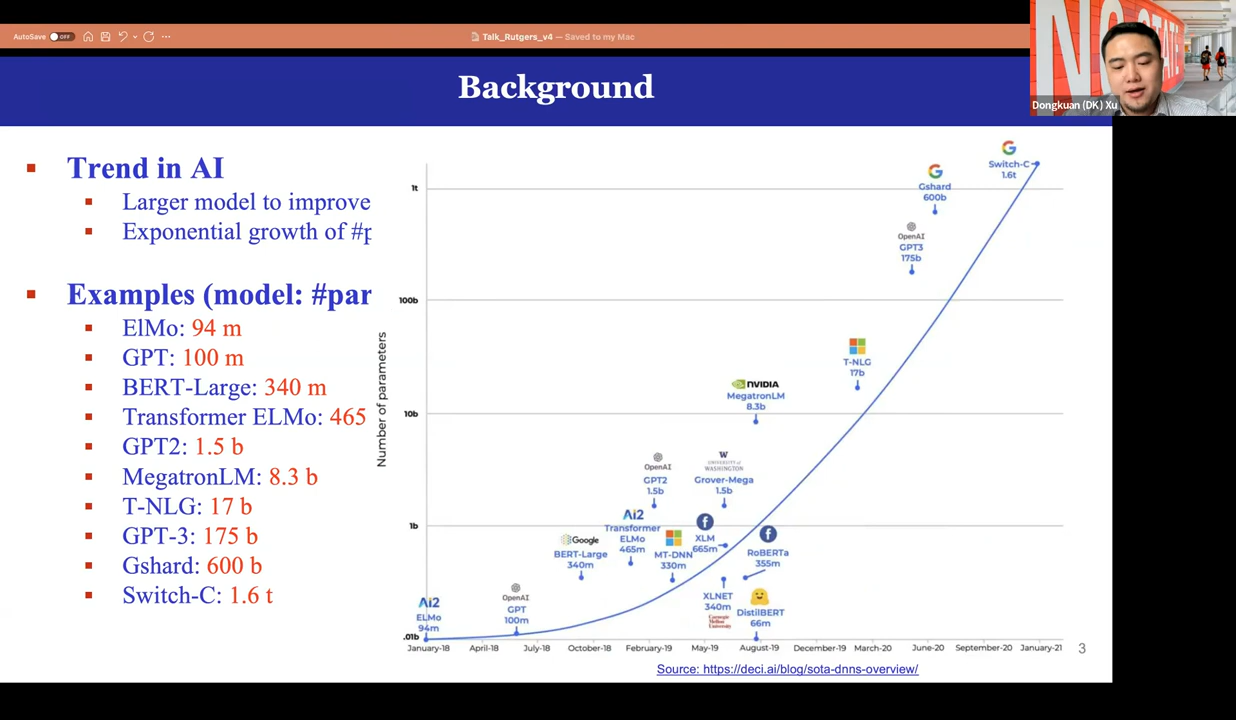 AutoSave OFF
Talk_Rutgers_v4 — Saved to my Mac
NC STATE
Dongkuan (DK) Xu
Background
Trend in AI
Larger model to improve
Exponential growth of #p
Examples (model: #par
ElMo: 94 m
GPT: 100 m
BERT-Large: 340 m
Transformer ELMo: 465
GPT2: 1.5 b
MegatronLM: 8.3 b
T-NLG: 17 b
GPT-3: 175 b
Gshard: 600 b
Switch-C: 1.6 t
Number of parameters
1t
100b
10b
1b
.01b
G
Switch-C
1.6t
G
Gshard
600b
OpenAI
GPT3
175b
T-NLG
17b
NVIDIA
MegatronLM
8.3b
W
UNIVERSITY of
WASHINGTON
Grover-Mega
1.5b
OpenAI
GPT2
1.5b
AI2
Transformer
ELMo
465m
Google
BERT-Large
340m
MT-DNN
330m
f
XLM
665m
f
RoBERTa
355m
XLNET
340m
Carnegie
Mellon
University
DistilBERT
66m
OpenAI
GPT
100m
AI2
ELMo
94m
January-18
April-18
July-18
October-18
February-19
May-19
August-19
December-19
March-20
June-20
September-20
January-21
3
Source: https://deci.ai/blog/sota-dnns-overview/